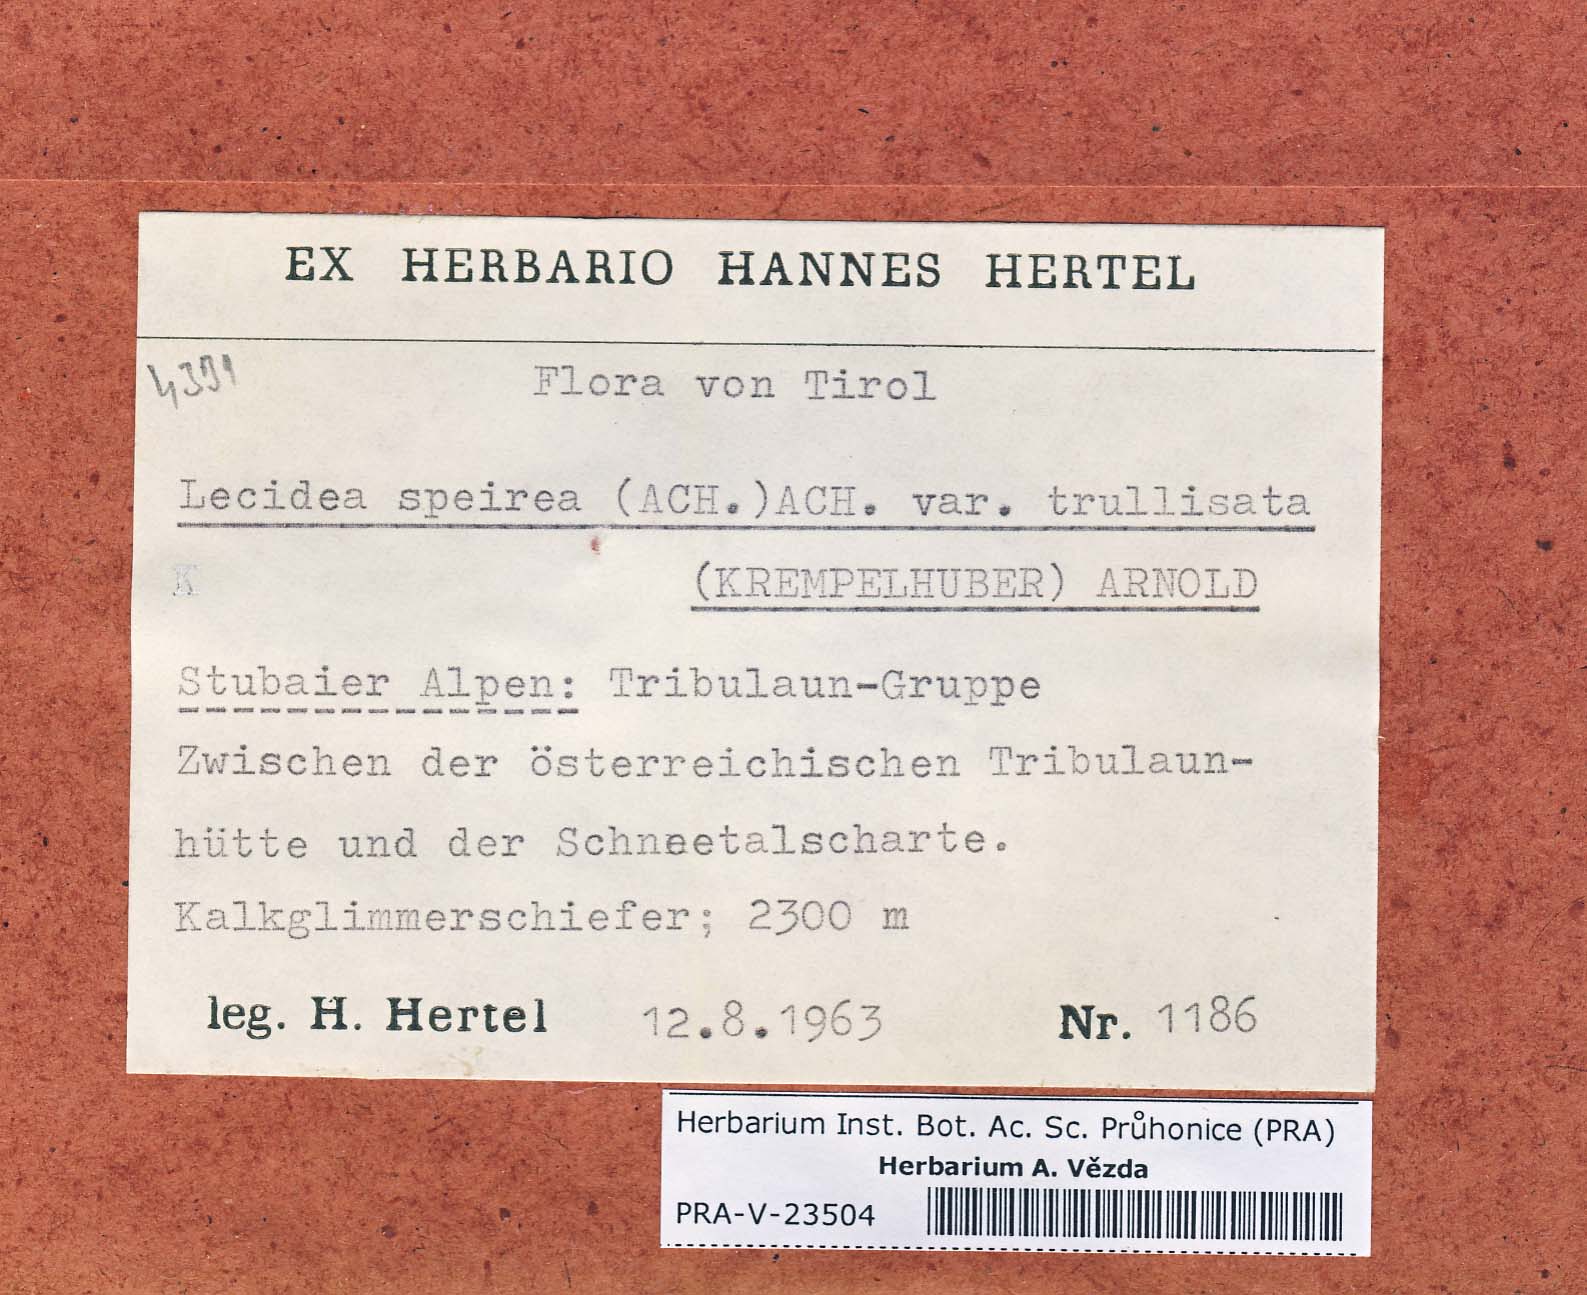 EX HERBARIO HANNES HERTEL
4391
Flora von Tirol
Lecidea speirea (ACH.)ACH. var. trullisata
K
(KREMPELHUBER) ARNOLD
Stubaier Alpen: Tribulaun-Gruppe
Zwischen der österreichischen Tribulaun-
hütte und der Schneetalscharte.
Kalkglimmerschiefer; 2300 m
leg. H. Hertel 12.8.1963 Nr. 1186
Herbarium Inst. Bot. Ac. Sc. Průhonice (PRA)
Herbarium A. Vězda
PRA-V-23504